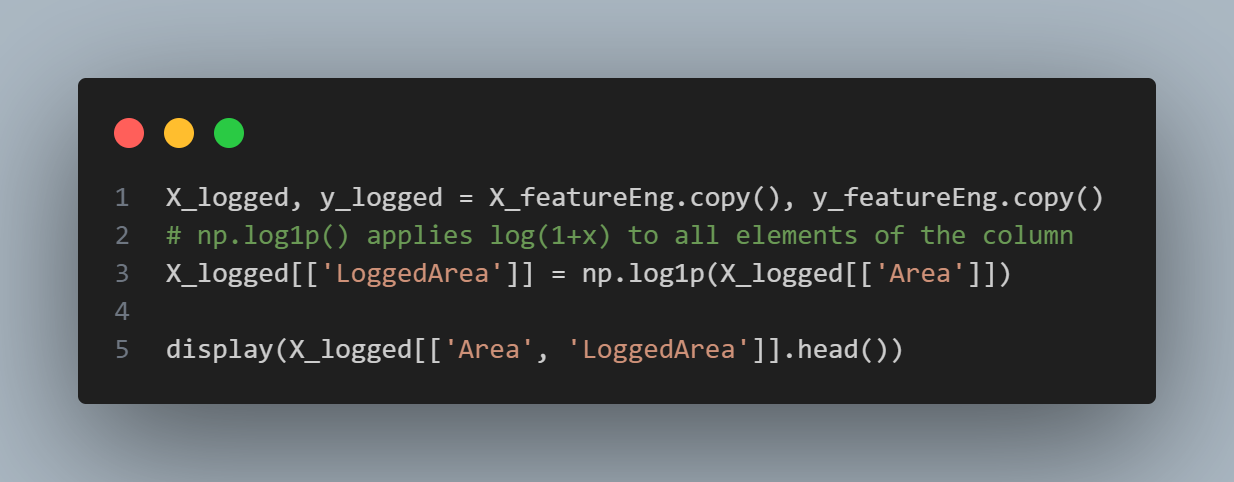 1 X_logged, y_logged = X_featureEng.copy(), y_featureEng.copy()
2 # np.log1p() applies log(1+x) to all elements of the column
3 X_logged[['LoggedArea']] = np.log1p(X_logged[['Area']])
4
5 display(X_logged[['Area', 'LoggedArea']].head())